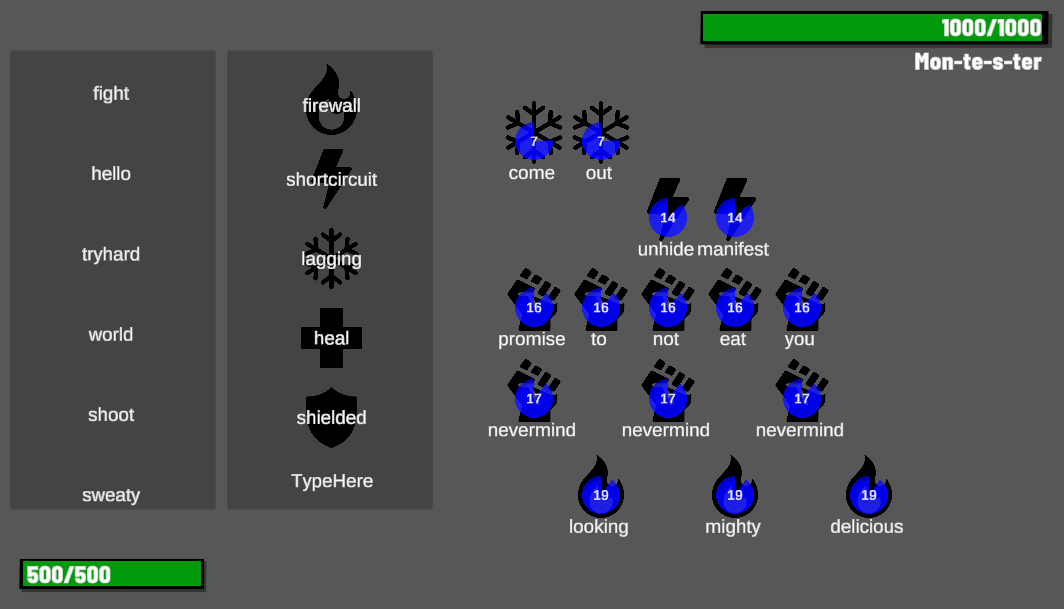 1000/1000
Mon-te-s-ter
fight
hello
tryhard
world
shoot
sweaty
firewall
shortcircuit
lagging
heal
shielded
TypeHere
7 7
come out
14 14
unhide manifest
16 16 16 16 16
promise to not eat you
17 17 17
nevermind nevermind nevermind
19 19 19
looking mighty delicious
500/500